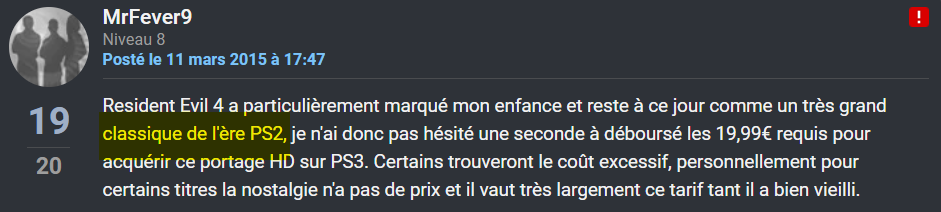 MrFever9
Niveau 8
Posté le 11 mars 2015 à 17:47
19
20
Resident Evil 4 a particulièrement marqué mon enfance et reste à ce jour comme un très grand
classique de l'ère PS2, je n'ai donc pas hésité une seconde à déboursé les 19,99€ requis pour
acquérir ce portage HD sur PS3. Certains trouveront le coût excessif, personnellement pour
certains titres la nostalgie n'a pas de prix et il vaut très largement ce tarif tant il a bien vieilli.